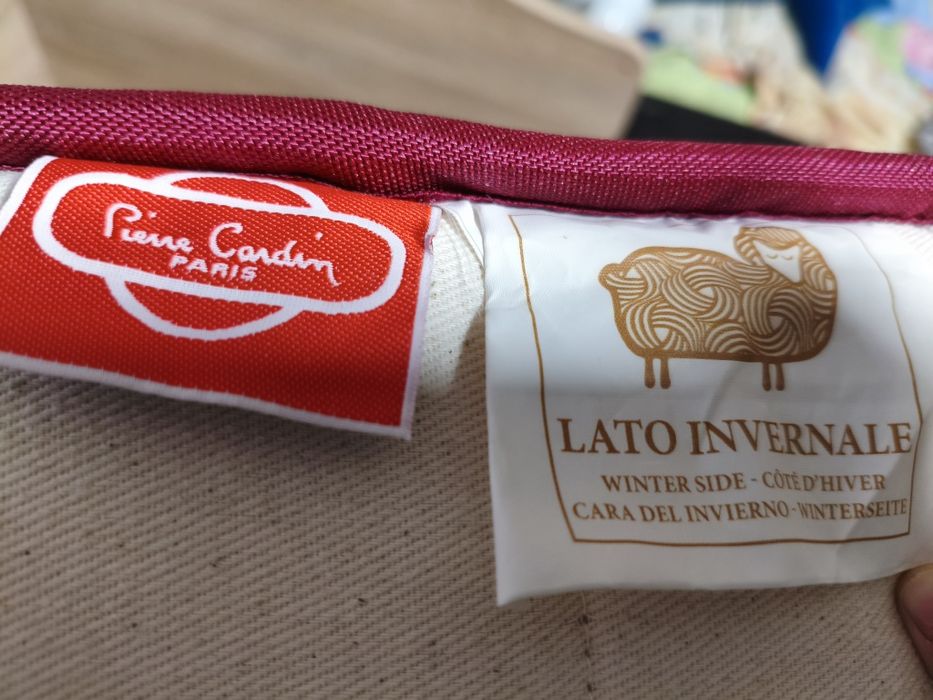 Pierre Cardin
PARIS
LATO INVERNALE
WINTER SIDE - CÔTÉ D'HIVER
CARA DEL INVIERNO - WINTERSEITE